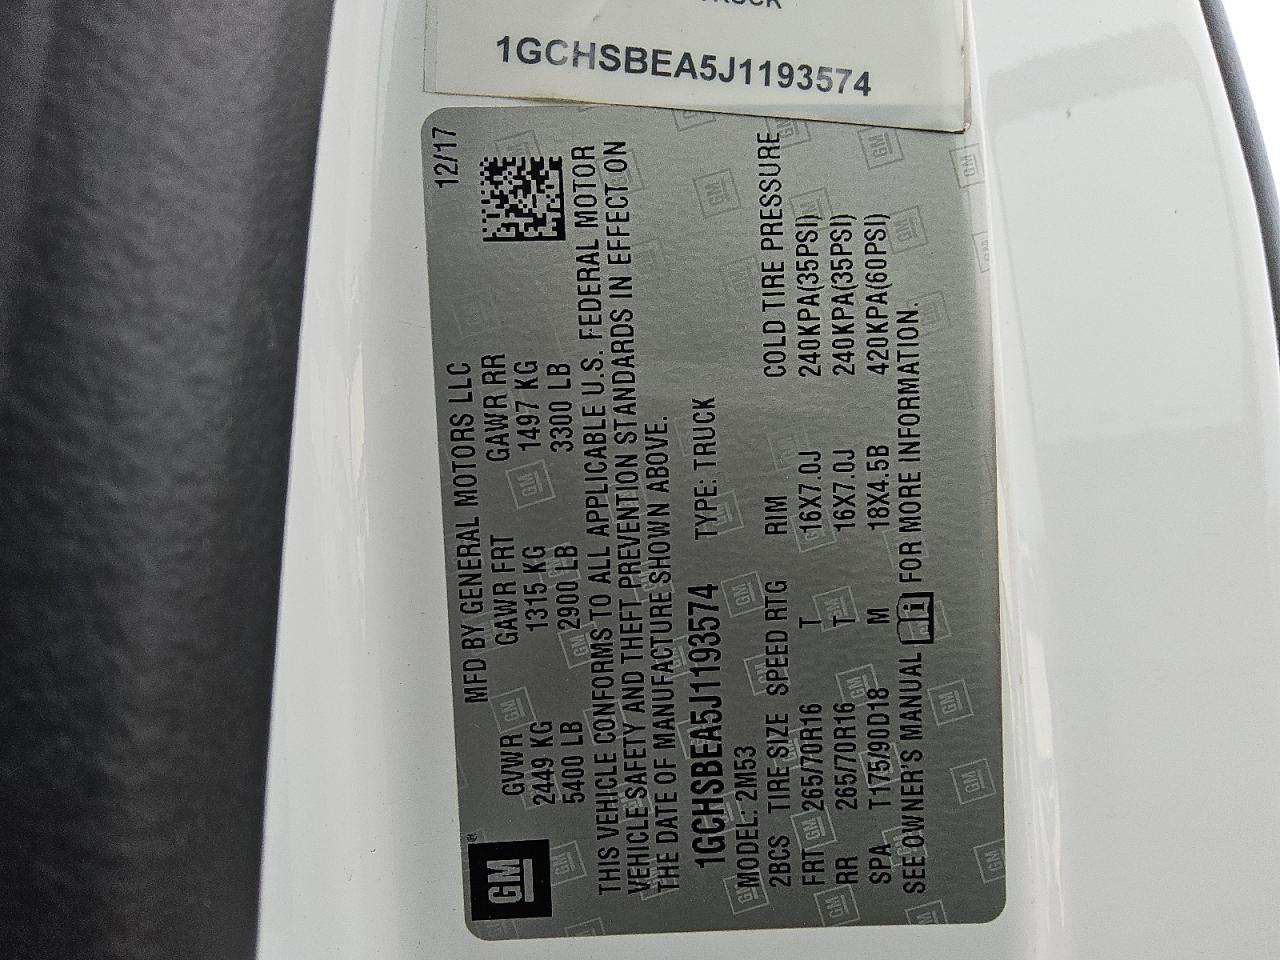 1GCHSBEA5J1193574
GM
®
MFD BY GENERAL MOTORS LLC
12/17
GVWR GAWR FRT GAWR RR
2449 KG 1315 KG 1497 KG
5400 LB 2900 LB 3300 LB
THIS VEHICLE CONFORMS TO ALL APPLICABLE U.S. FEDERAL MOTOR
VEHICLE SAFETY AND THEFT PREVENTION STANDARDS IN EFFECT ON
THE DATE OF MANUFACTURE SHOWN ABOVE.
1GCHSBEA5J1193574 TYPE: TRUCK
MODEL: 2M53
2BCS TIRE SIZE SPEED RTG RIM COLD TIRE PRESSURE
FRT 265/70R16 T 16X7.0J 240KPA(35PSI)
RR 265/70R16 T 16X7.0J 240KPA(35PSI)
SPA T175/90D18 M 18X4.5B 420KPA(60PSI)
SEE OWNER'S MANUAL FOR MORE INFORMATION.